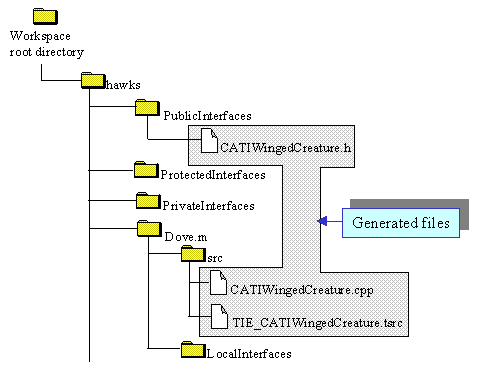 Workspace
root directory
hawks
PublicInterfaces
CATIWingedCreature.h
ProtectedInterfaces
PrivateInterfaces
Generated files
Dove.m
src
CATIWingedCreature.cpp
TIE_CATIWingedCreature.tsrc
LocalInterfaces